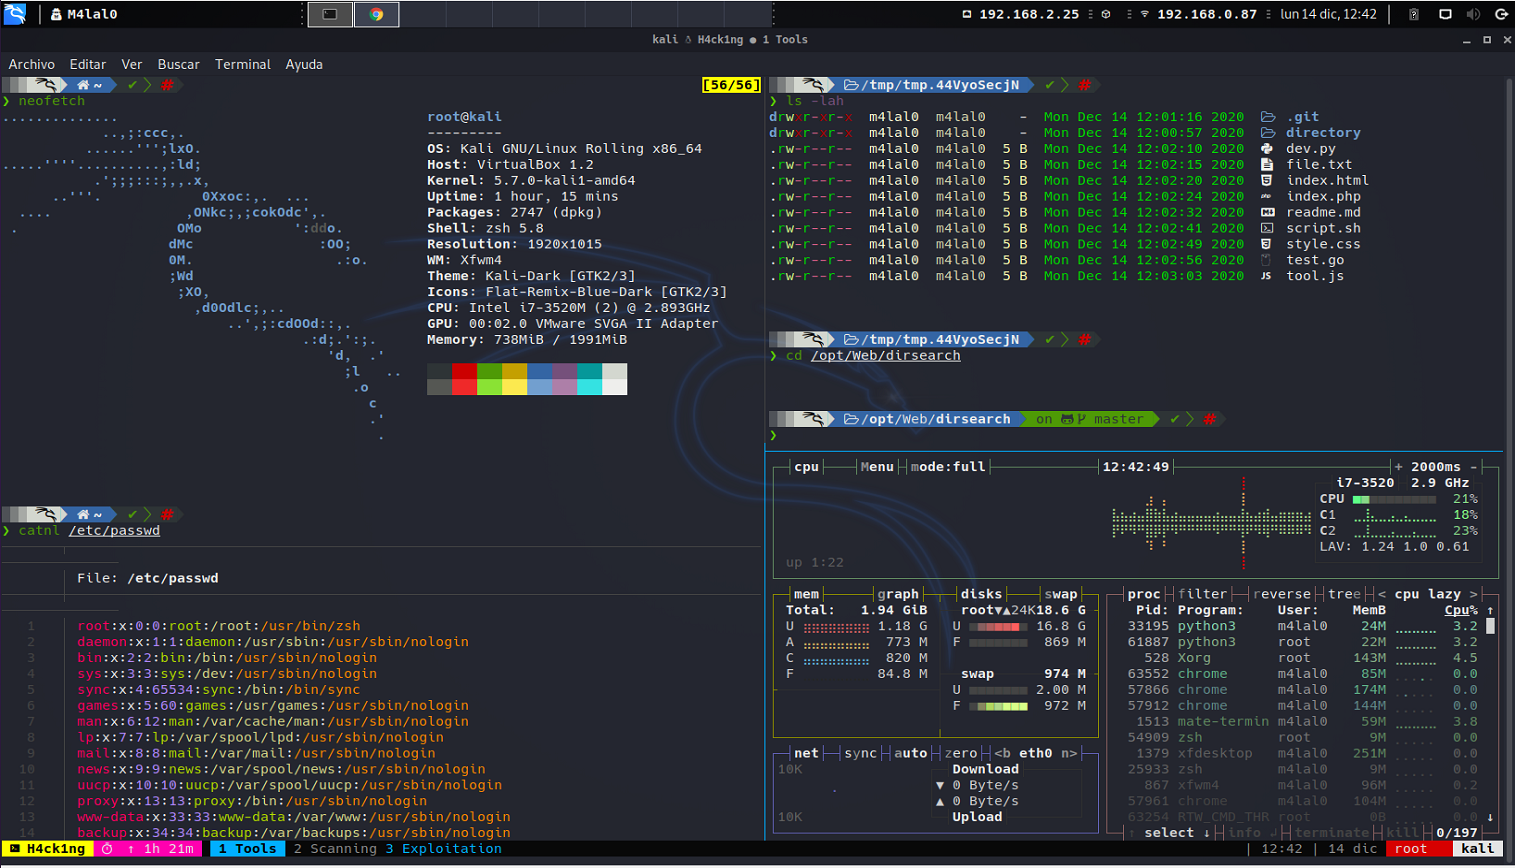 M4lal0
192.168.2.25
192.168.0.87
lun 14 dic, 12:42
kali H4ck1ng ● 1 Tools
Archivo Editar Ver Buscar Terminal Ayuda
~ ✔ #
[56/56]
❯ neofetch
..............
..,;:ccc,.
......''';lxO.
.....''''..........,:ld;
.';;;:::;,,.x,
..'''. 0Xxoc:,. ...
.... ,ONkc;,;cokOdc',.
. OMo ':ddo.
dMc :OO;
0M. .:o.
;Wd
;XO,
,d0Odlc;,..
..',;:cdOOd::,.
.:d;.':;.
'd, .'
;l ..
.o
c
.'
.
root@kali
---------
OS: Kali GNU/Linux Rolling x86_64
Host: VirtualBox 1.2
Kernel: 5.7.0-kali1-amd64
Uptime: 1 hour, 15 mins
Packages: 2747 (dpkg)
Shell: zsh 5.8
Resolution: 1920x1015
WM: Xfwm4
Theme: Kali-Dark [GTK2/3]
Icons: Flat-Remix-Blue-Dark [GTK2/3]
CPU: Intel i7-3520M (2) @ 2.893GHz
GPU: 00:02.0 VMware SVGA II Adapter
Memory: 738MiB / 1991MiB
~ ✔ #
❯ catnl /etc/passwd
File: /etc/passwd
1 root:x:0:0:root:/root:/usr/bin/zsh
2 daemon:x:1:1:daemon:/usr/sbin:/usr/sbin/nologin
3 bin:x:2:2:bin:/bin:/usr/sbin/nologin
4 sys:x:3:3:sys:/dev:/usr/sbin/nologin
5 sync:x:4:65534:sync:/bin:/bin/sync
6 games:x:5:60:games:/usr/games:/usr/sbin/nologin
7 man:x:6:12:man:/var/cache/man:/usr/sbin/nologin
8 lp:x:7:7:lp:/var/spool/lpd:/usr/sbin/nologin
9 mail:x:8:8:mail:/var/mail:/usr/sbin/nologin
10 news:x:9:9:news:/var/spool/news:/usr/sbin/nologin
11 uucp:x:10:10:uucp:/var/spool/uucp:/usr/sbin/nologin
12 proxy:x:13:13:proxy:/bin:/usr/sbin/nologin
13 www-data:x:33:33:www-data:/var/www:/usr/sbin/nologin
14 backup:x:34:34:backup:/var/backups:/usr/sbin/nologin
/tmp/tmp.44VyoSecjN ✔ #
❯ ls -lah
drwxr-xr-x m4lal0 m4lal0 - Mon Dec 14 12:01:16 2020 .git
drwxr-xr-x m4lal0 m4lal0 - Mon Dec 14 12:00:57 2020 directory
.rw-r--r-- m4lal0 m4lal0 5 B Mon Dec 14 12:02:10 2020 dev.py
.rw-r--r-- m4lal0 m4lal0 5 B Mon Dec 14 12:02:15 2020 file.txt
.rw-r--r-- m4lal0 m4lal0 5 B Mon Dec 14 12:02:20 2020 index.html
.rw-r--r-- m4lal0 m4lal0 5 B Mon Dec 14 12:02:24 2020 index.php
.rw-r--r-- m4lal0 m4lal0 5 B Mon Dec 14 12:02:32 2020 readme.md
.rw-r--r-- m4lal0 m4lal0 5 B Mon Dec 14 12:02:41 2020 script.sh
.rw-r--r-- m4lal0 m4lal0 5 B Mon Dec 14 12:02:49 2020 style.css
.rw-r--r-- m4lal0 m4lal0 5 B Mon Dec 14 12:02:56 2020 test.go
.rw-r--r-- m4lal0 m4lal0 5 B Mon Dec 14 12:03:03 2020 JS tool.js
/tmp/tmp.44VyoSecjN ✔ #
❯ cd /opt/Web/dirsearch
/opt/Web/dirsearch on master ✔ #
❯
cpu Menu mode:full 12:42:49 + 2000ms -
i7-3520 2.9 GHz
CPU 21%
C1 18%
C2 23%
LAV: 1.24 1.0 0.61
up 1:22
mem graph disks swap
Total: 1.94 GiB
U 1.18 G
A 773 M
C 820 M
F 84.8 M
root▼▲24K18.6 G
U 16.8 G
F 869 M
swap 974 M
U 2.00 M
F 972 M
net sync auto zero <b eth0 n>
10K
Download
▼ 0 Byte/s
▲ 0 Byte/s
Upload
10K
proc filter reverse tree < cpu lazy >
Pid: Program: User: MemB Cpu% ↑
33195 python3 m4lal0 24M 3.2
61887 python3 root 22M 3.2
528 Xorg root 143M 4.5
63552 chrome m4lal0 85M 0.0
57866 chrome m4lal0 174M 0.0
57912 chrome m4lal0 144M 0.0
1513 mate-termin m4lal0 59M 3.8
54909 zsh root 9M 0.0
1379 xfdesktop m4lal0 251M 0.0
25933 zsh m4lal0 9M 0.0
867 xfwm4 m4lal0 96M 0.2
57961 chrome m4lal0 104M 0.0
63254 RTW_CMD_THR root 0B 0.0 ↓
↑ select ↓ info ↲ terminate kill 0/197
H4ck1ng ↑ 1h 21m 1 Tools 2 Scanning 3 Exploitation
| 12:42 | 14 dic root kali